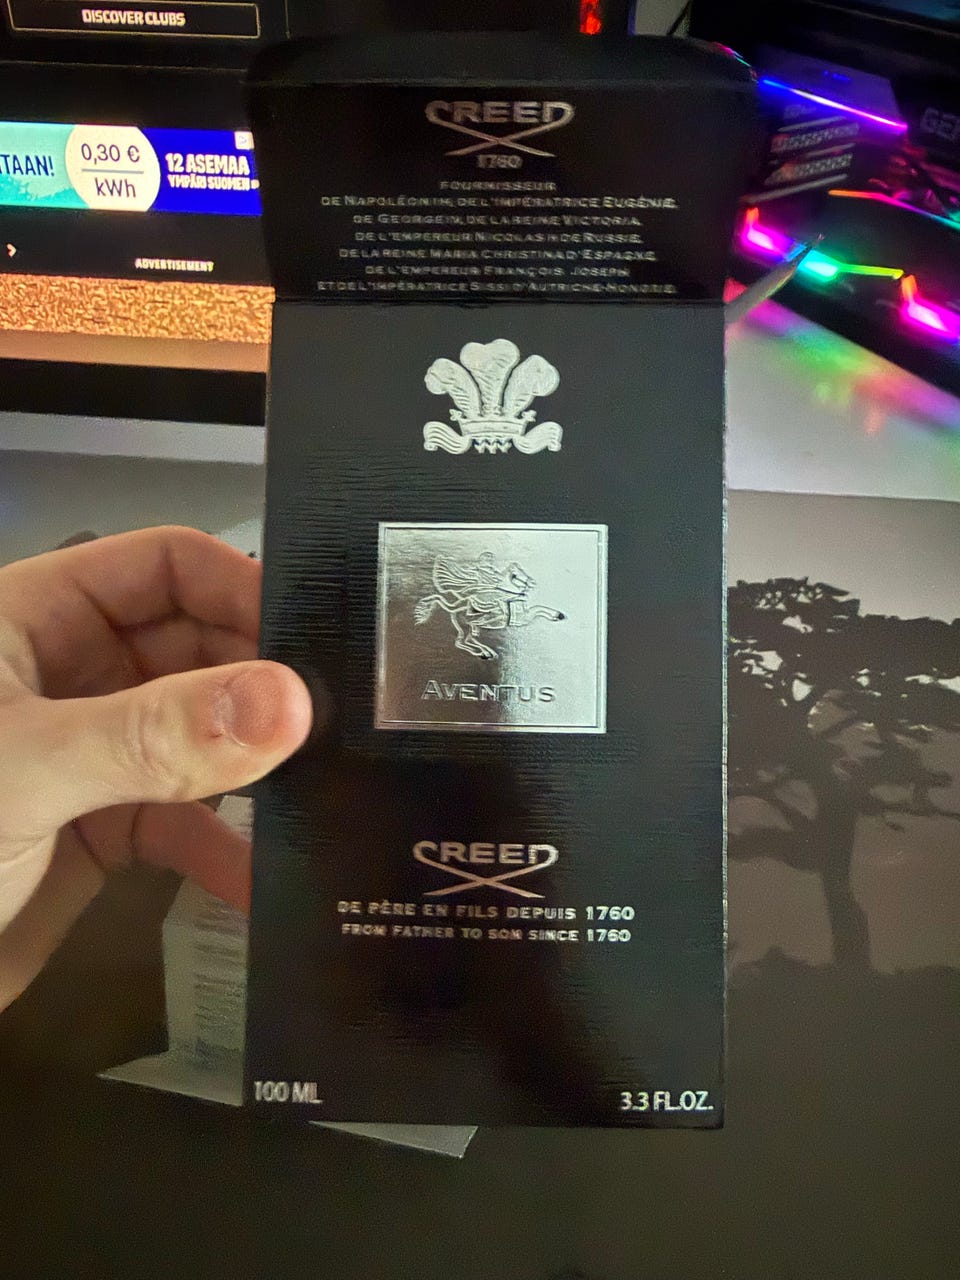 DISCOVER CLUBS
TAAN!
0,30 €
kWh
12 ASEMAA
YMPÄRI SUOMEN
ADVERTISEMENT
CREED
1760
FOURNISSEUR
DE NAPOLÉON III, DE L'IMPÉRATRICE EUGÉNIE,
DE GEORGE IV, DE LA REINE VICTORIA,
DE L'EMPEREUR NICOLAS II DE RUSSIE,
DE LA REINE MARIA CHRISTINA D'ESPAGNE,
DE L'EMPEREUR FRANÇOIS JOSEPH
ET DE L'IMPÉRATRICE SISSI D'AUTRICHE-HONGRIE
AVENTUS
CREED
DE PÈRE EN FILS DEPUIS 1760
FROM FATHER TO SON SINCE 1760
100 ML
3.3 FL.OZ.